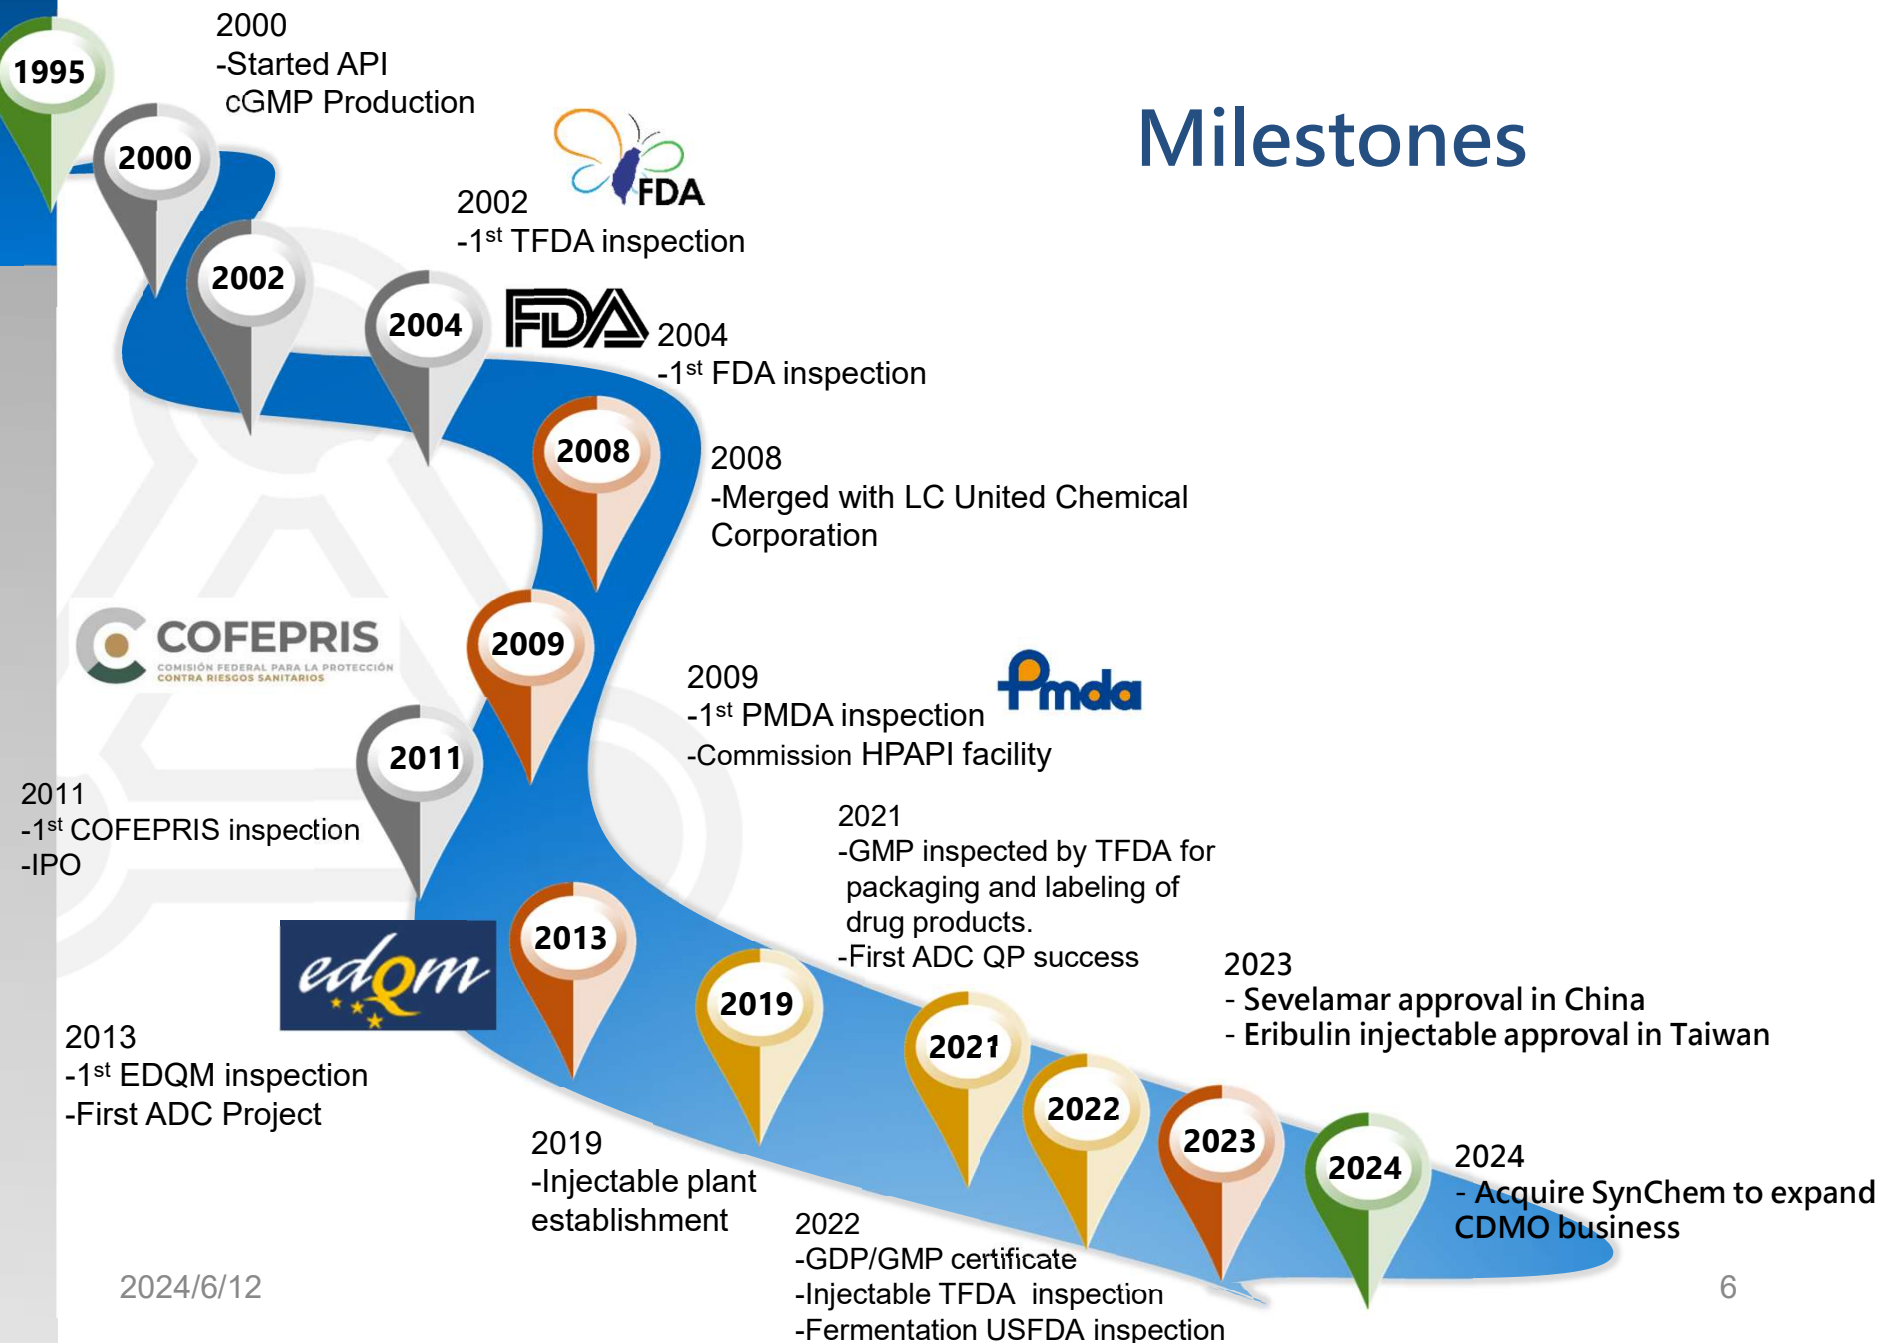 Milestones
1995
2000
-Started API
cGMP Production
2000
2002
-1st TFDA inspection
FDA
2002
2004
-1st FDA inspection
FDA
2004
2008
-Merged with LC United Chemical
Corporation
2008
2009
-1st PMDA inspection
-Commission HPAPI facility
Pmda
2009
COFEPRIS
COMISIÓN FEDERAL PARA LA PROTECCIÓN
CONTRA RIESGOS SANITARIOS
2011
-1st COFEPRIS inspection
-IPO
2011
edQm
2013
-1st EDQM inspection
-First ADC Project
2013
2019
-Injectable plant
establishment
2019
2021
-GMP inspected by TFDA for
packaging and labeling of
drug products.
-First ADC QP success
2021
2022
-GDP/GMP certificate
-Injectable TFDA inspection
-Fermentation USFDA inspection
2022
2023
- Sevelamar approval in China
- Eribulin injectable approval in Taiwan
2023
2024
- Acquire SynChem to expand
CDMO business
2024
2024/6/12
6